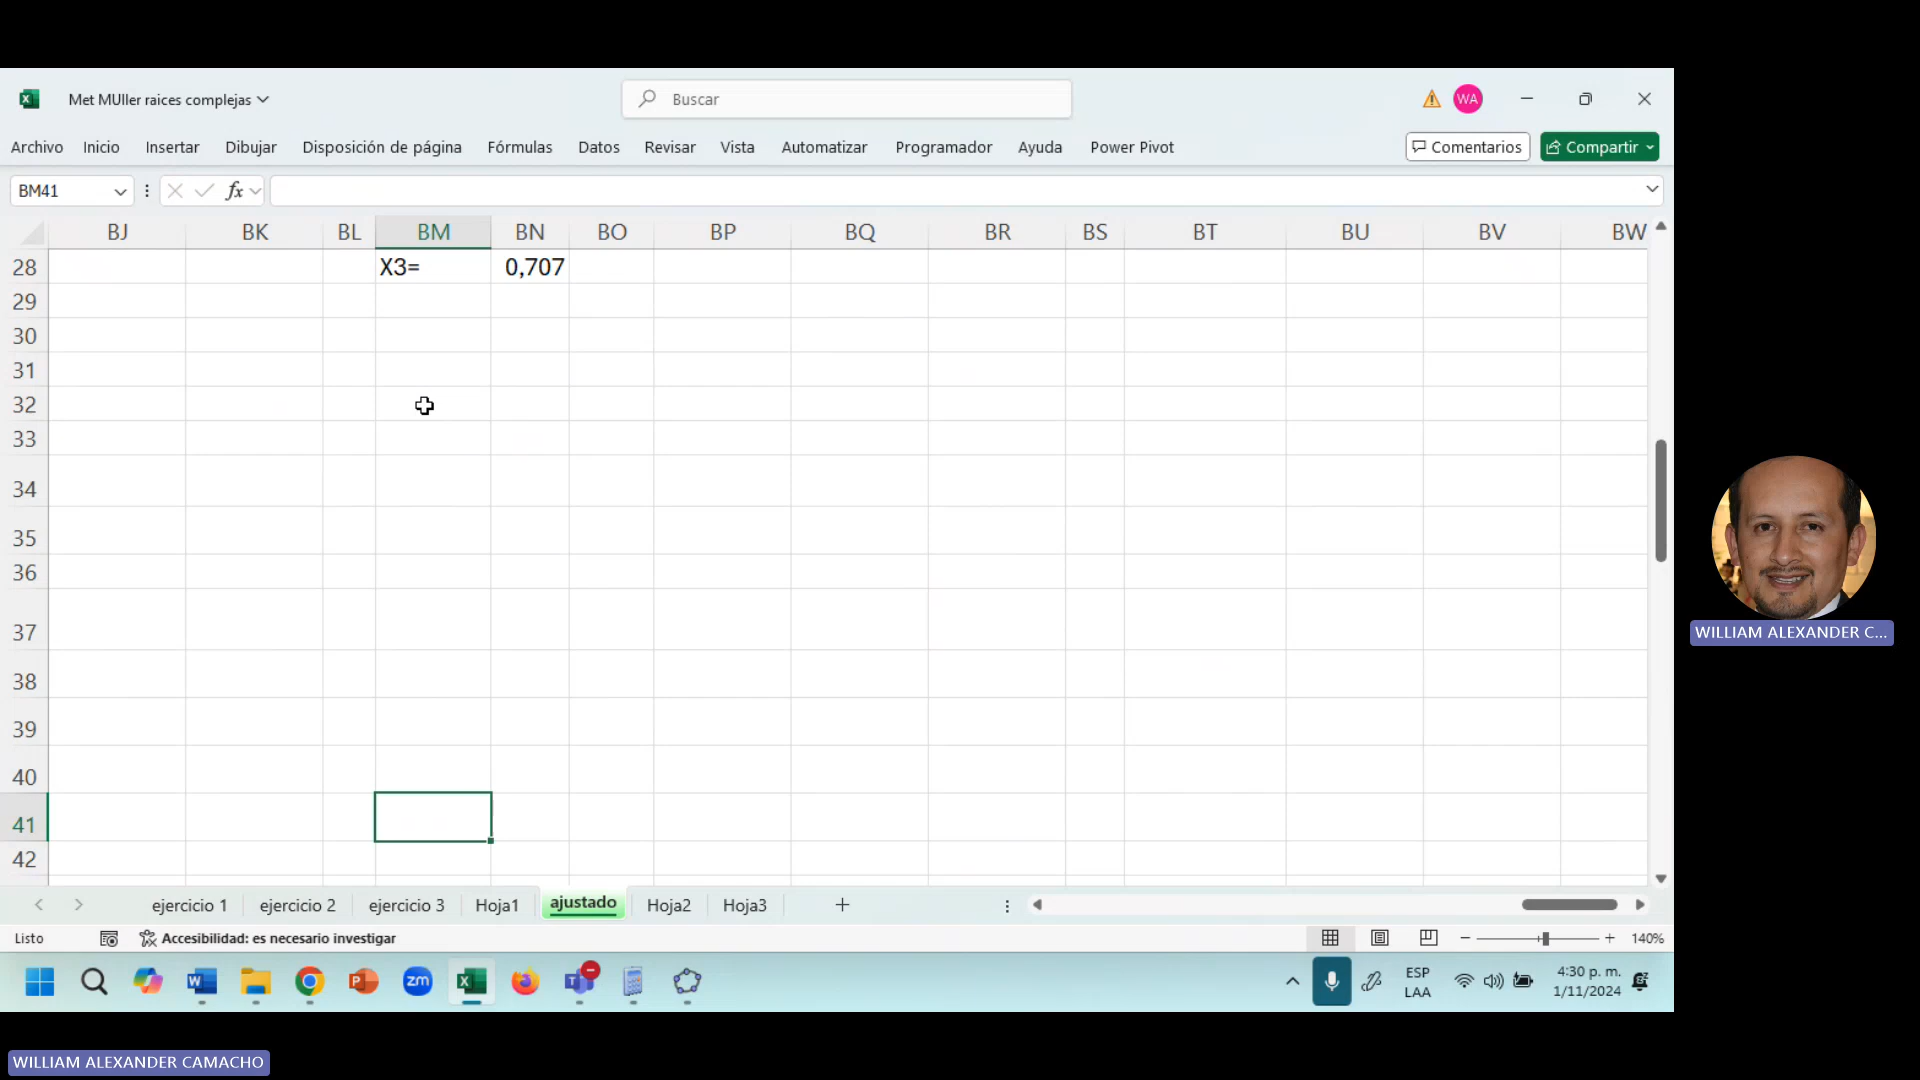 Met MUller raices complejas
Buscar
WA
Archivo Inicio Insertar Dibujar Disposición de página Fórmulas Datos Revisar Vista Automatizar Programador Ayuda Power Pivot Comentarios Compartir
BM41 fx
BJ BK BL BM BN BO BP BQ BR BS BT BU BV BW
28 X3= 0,707
29
30
31
32
33
34
35
36
37
38
39
40
41
42
ejercicio 1 ejercicio 2 ejercicio 3 Hoja1 ajustado Hoja2 Hoja3
Listo Accesibilidad: es necesario investigar 140%
zm
ESP
LAA
4:30 p. m.
1/11/2024
WILLIAM ALEXANDER C...
WILLIAM ALEXANDER CAMACHO